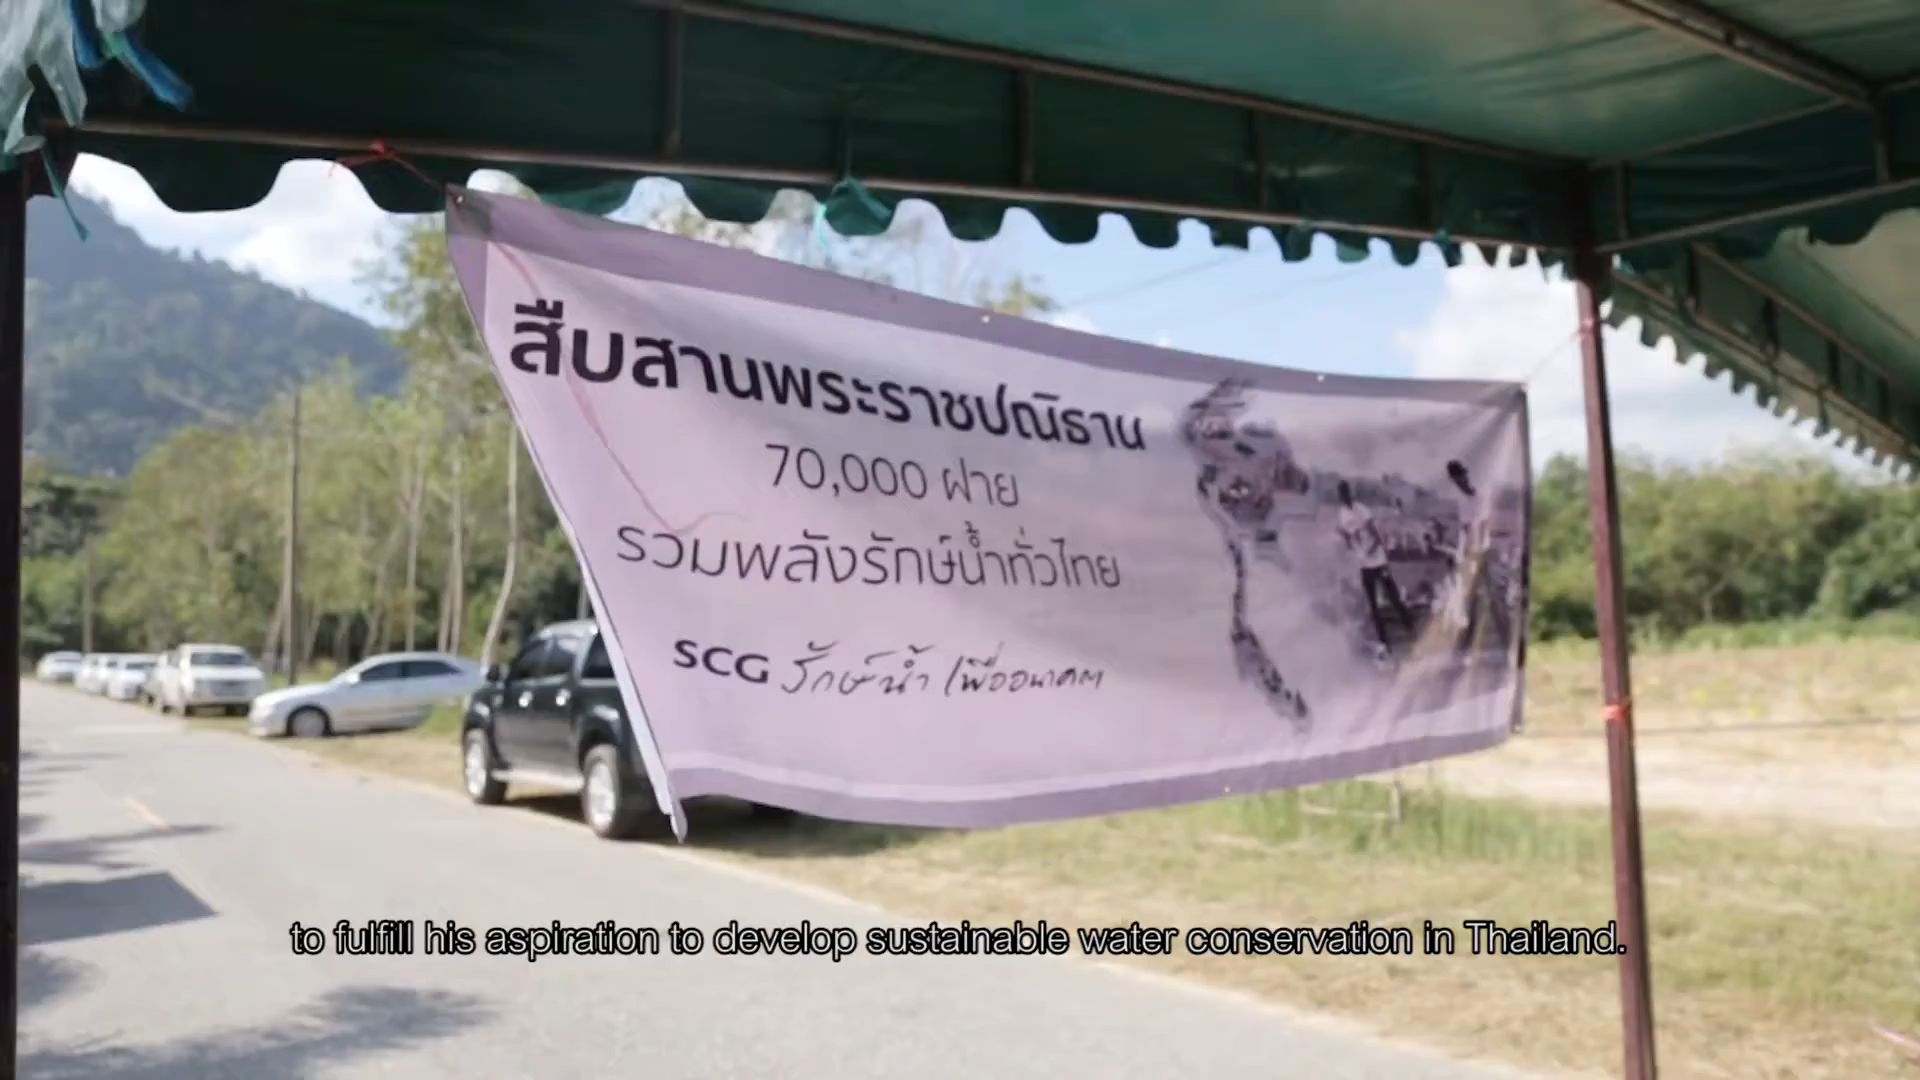 สืบสานพระราชปณิธาน
70,000 ฝาย
รวมพลังรักษ์น้ำทั่วไทย
SCG รักษ์น้ำ เพื่ออนาคต
to fulfill his aspiration to develop sustainable water conservation in Thailand.